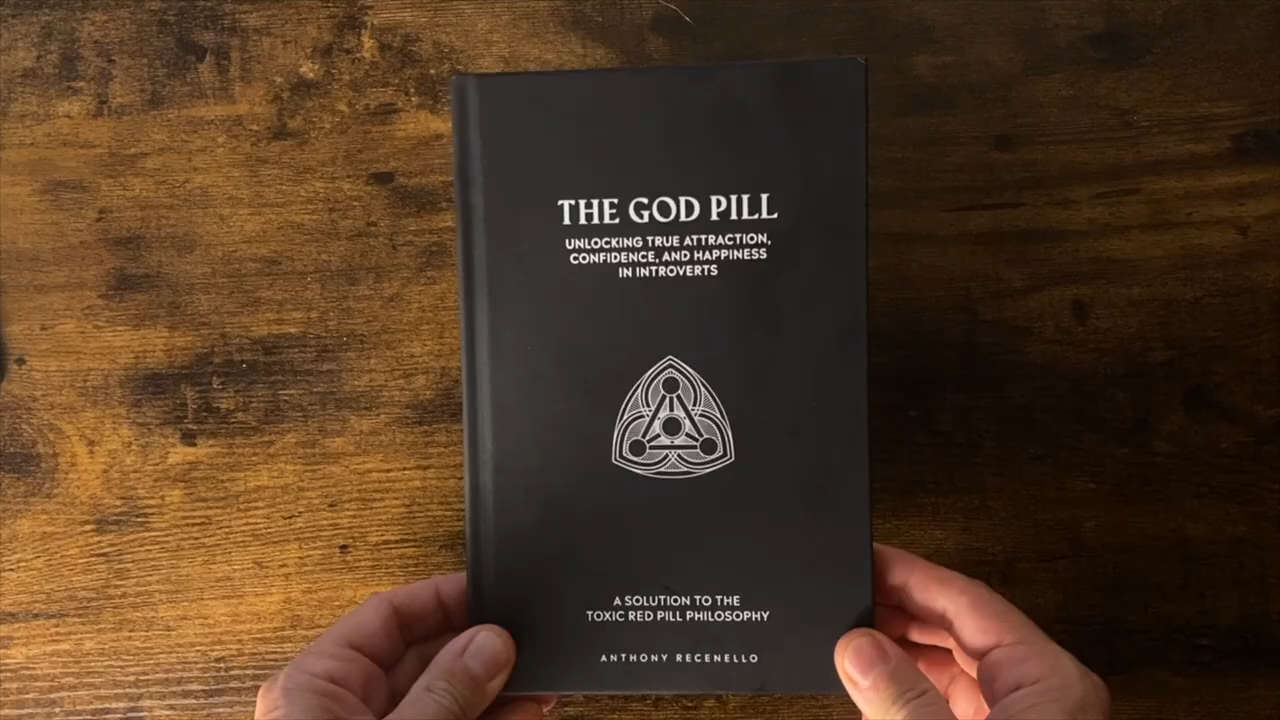 THE GOD PILL
UNLOCKING TRUE ATTRACTION,
CONFIDENCE, AND HAPPINESS
IN INTROVERTS
A SOLUTION TO THE
TOXIC RED PILL PHILOSOPHY
ANTHONY RECENELLO